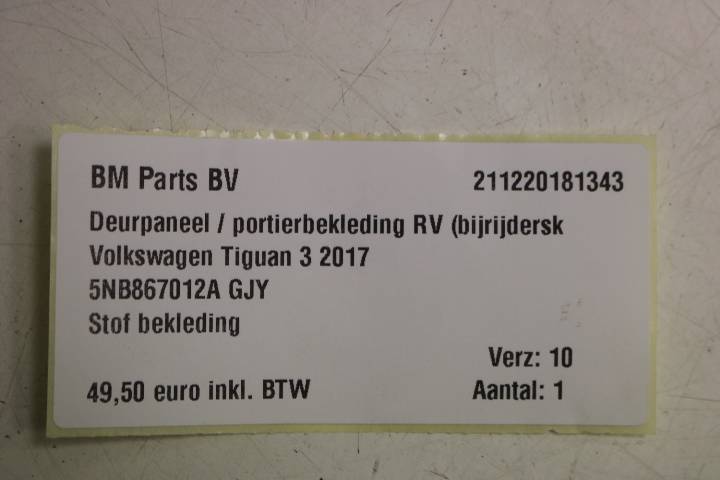 BM Parts BV 211220181343
Deurpaneel / portierbekleding RV (bijrijdersk
Volkswagen Tiguan 3 2017
5NB867012A GJY
Stof bekleding
Verz: 10
49,50 euro inkl. BTW Aantal: 1